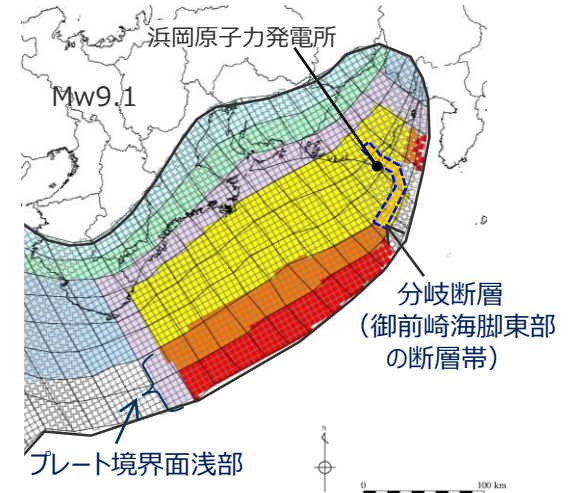 浜岡原子力発電所
Mw9.1
分岐断層
（御前崎海脚東部
の断層帯）
プレート境界面浅部
N
0 100 km